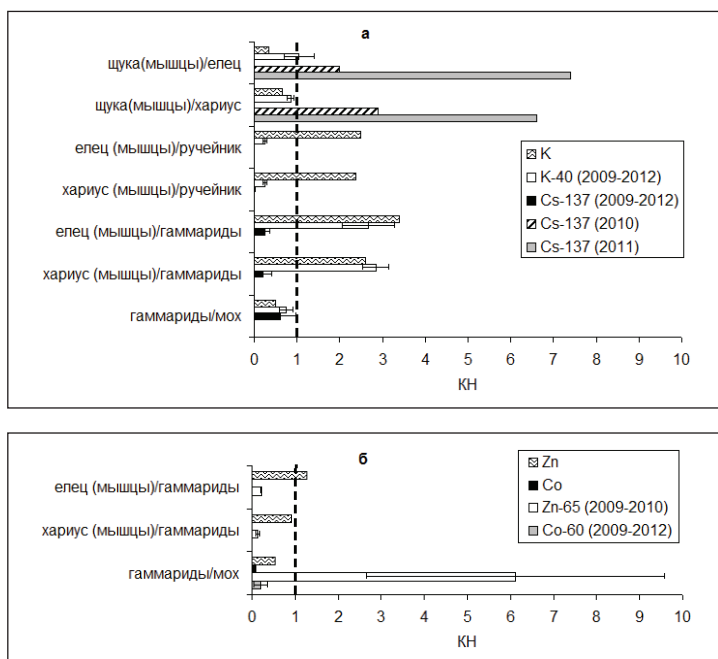 а
щука(мышцы)/елец
щука(мышцы)/хариус
елец (мышцы)/ручейник
хариус (мышцы)/ручейник
елец (мышцы)/гаммариды
хариус (мышцы)/гаммариды
гаммариды/мох
K
K-40 (2009-2012)
Cs-137 (2009-2012)
Cs-137 (2010)
Cs-137 (2011)
0 1 2 3 4 5 6 7 8 9 10
КН
б
елец (мышцы)/гаммариды
хариус (мышцы)/гаммариды
гаммариды/мох
Zn
Co
Zn-65 (2009-2010)
Co-60 (2009-2012)
0 1 2 3 4 5 6 7 8 9 10
КН